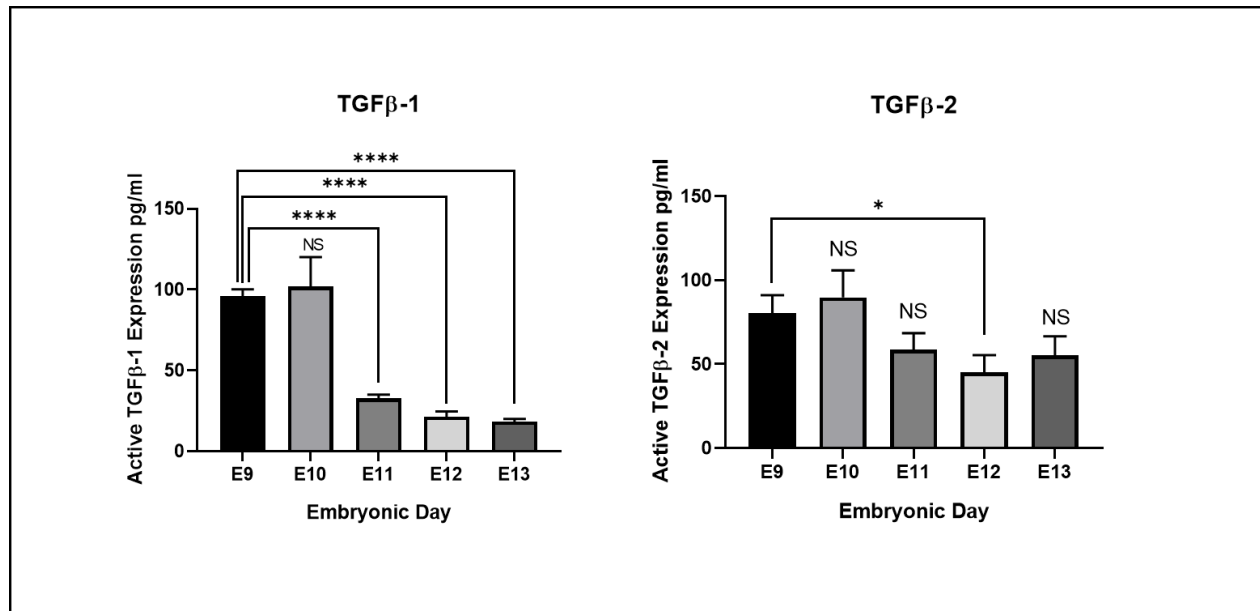 TGFβ-1
****
****
****
NS
Active TGFβ-1 Expression pg/ml
150
100
50
0
E9 E10 E11 E12 E13
Embryonic Day
TGFβ-2
*
NS
NS
NS
Active TGFβ-2 Expression pg/ml
150
100
50
0
E9 E10 E11 E12 E13
Embryonic Day